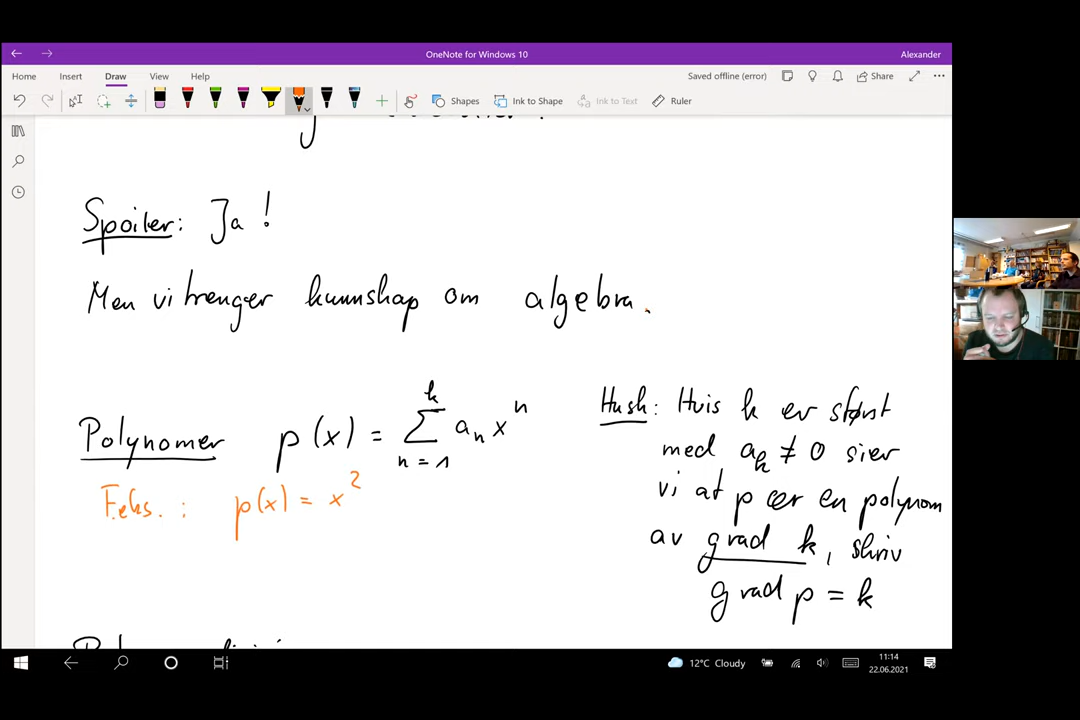 OneNote for Windows 10
Alexander
Home Insert Draw View Help
Saved offline (error) Share
Shapes Ink to Shape Ink to Text Ruler
Spoiler: Ja!
Men vi trenger kunnskap om algebra.
Polynomer p(x) = \sum_{n=1}^{k} a_n x^n
F.eks.: p(x) = x^2
Husk: Hvis k er størst
med a_k ≠ 0 sier
vi at p er en polynom
av grad k, skriv
grad p = k
12°C Cloudy
11:14
22.06.2021